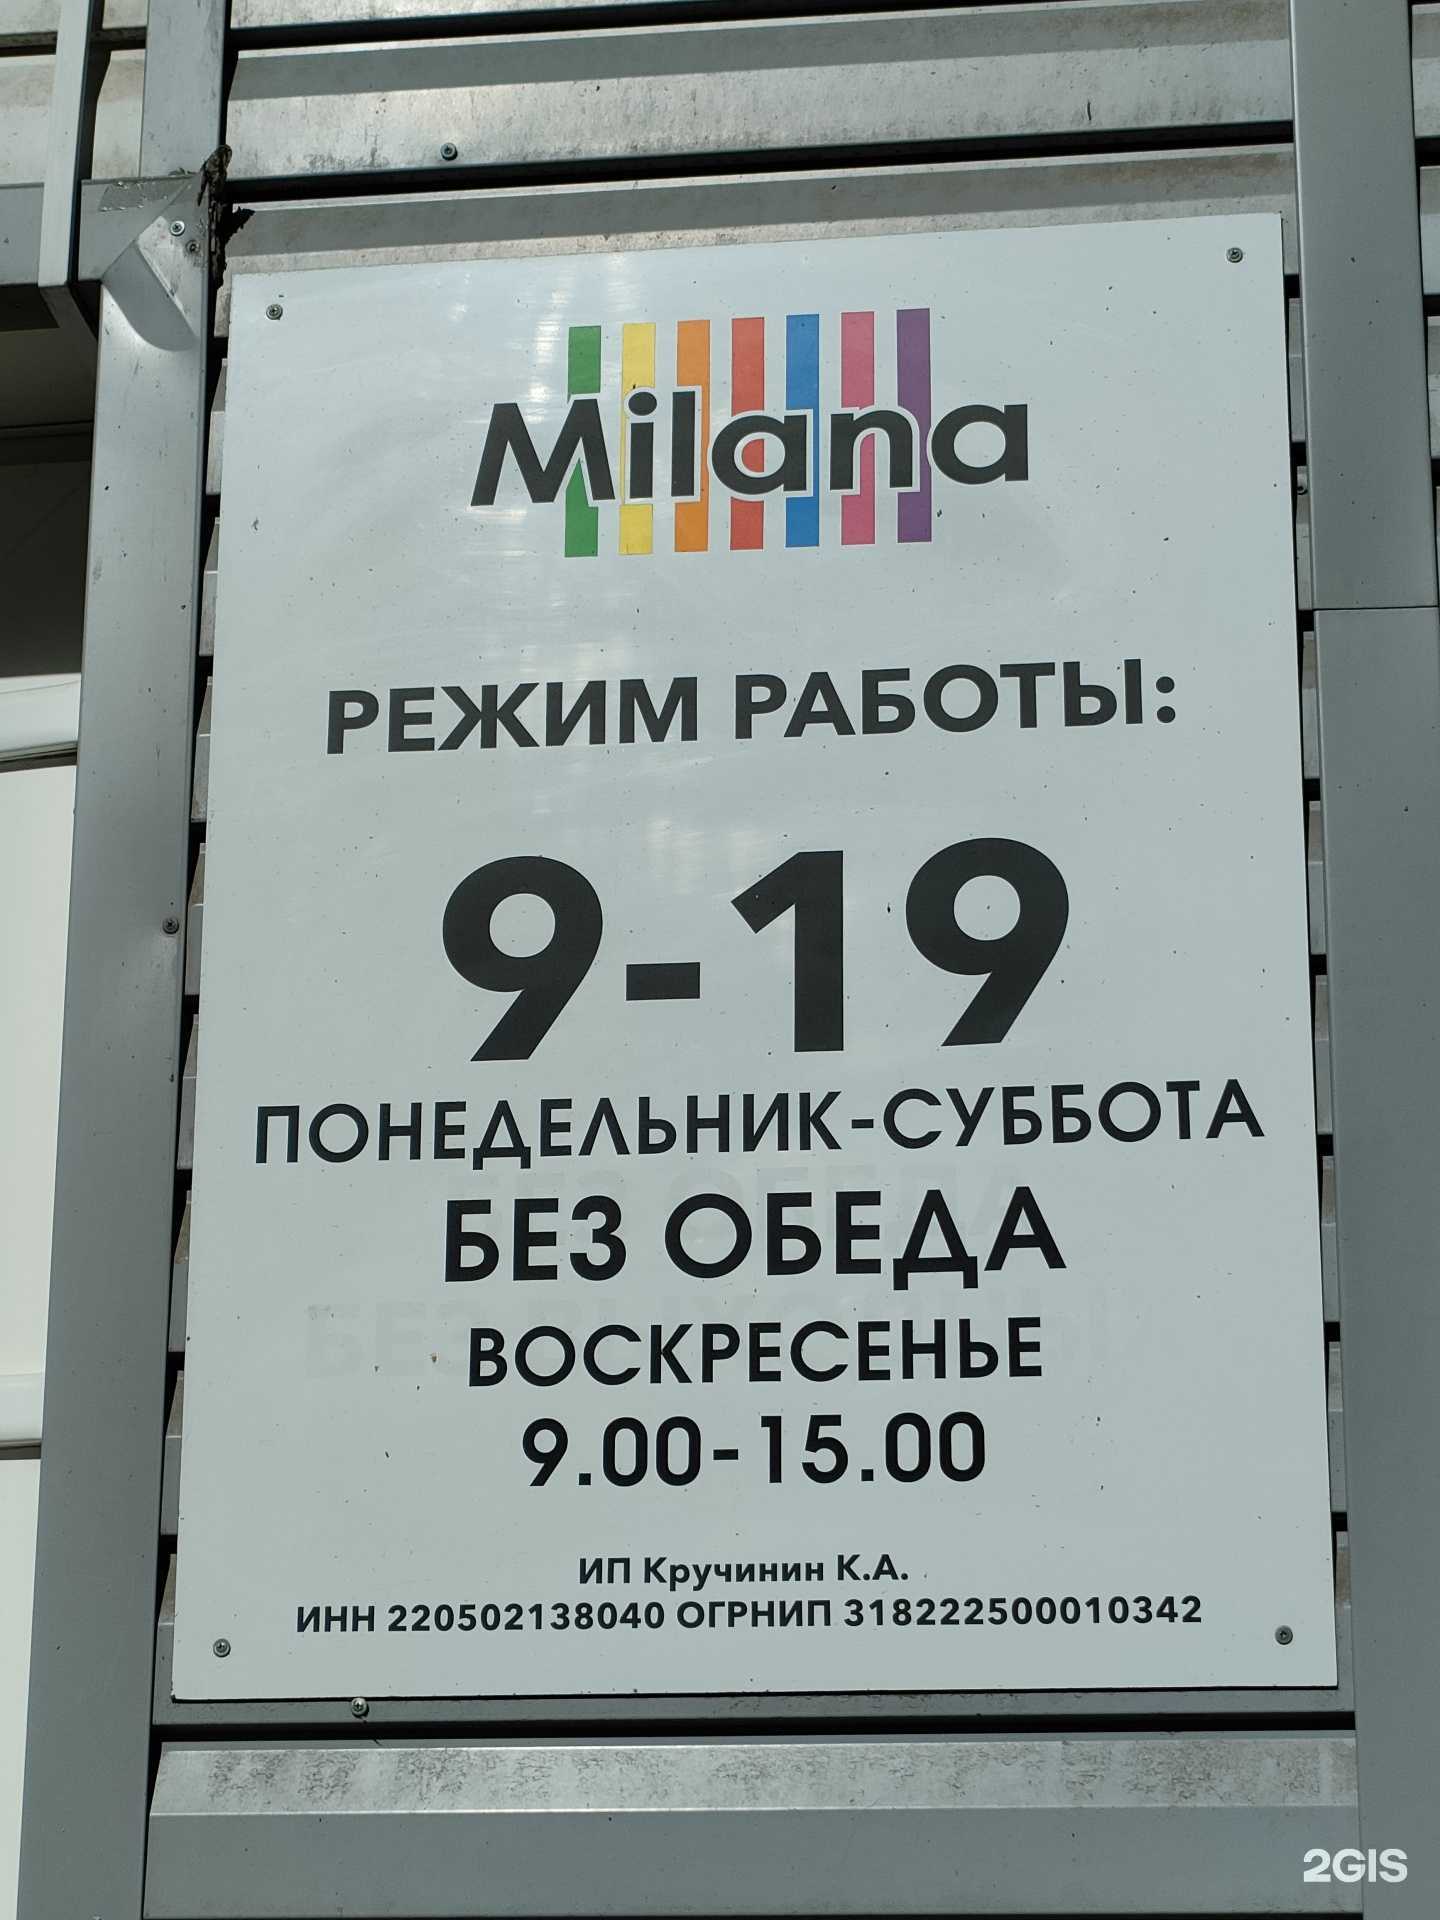 Milana
РЕЖИМ РАБОТЫ:
9-19
ПОНЕДЕЛЬНИК-СУББОТА
БЕЗ ОБЕДА
ВОСКРЕСЕНЬЕ
9.00-15.00
ИП Кручинин К.А.
ИНН 220502138040 ОГРНИП 318222500010342
2GIS